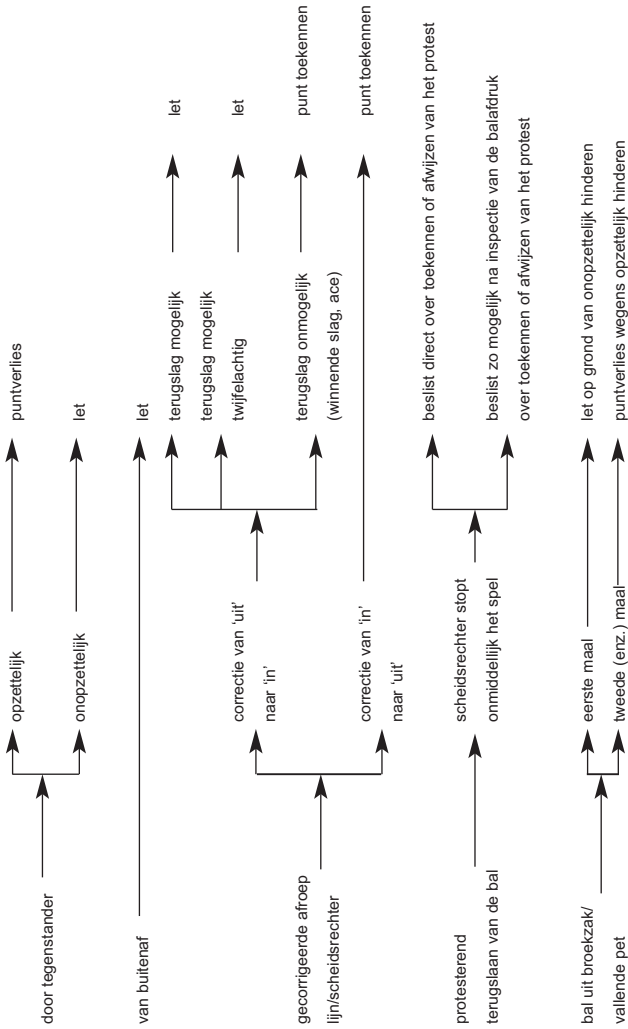 door tegenstander
opzettelijk
puntverlies
onopzettelijk
let
van buitenaf
let
gecorrigeerde afroep
lijn/scheidsrechter
correctie van ‘uit’
naar ‘in’
terugslag mogelijk
let
terugslag mogelijk
twijfelachtig
let
terugslag onmogelijk
(winnende slag, ace)
punt toekennen
correctie van ‘in’
naar ‘uit’
punt toekennen
protesterend
terugslaan van de bal
scheidsrechter stopt
onmiddellijk het spel
beslist direct over toekennen of afwijzen van het protest
beslist zo mogelijk na inspectie van de balafdruk
over toekennen of afwijzen van het protest
bal uit broekzak/
vallende pet
eerste maal
let op grond van onopzettelijk hinderen
tweede (enz.) maal
puntverlies wegens opzettelijk hinderen